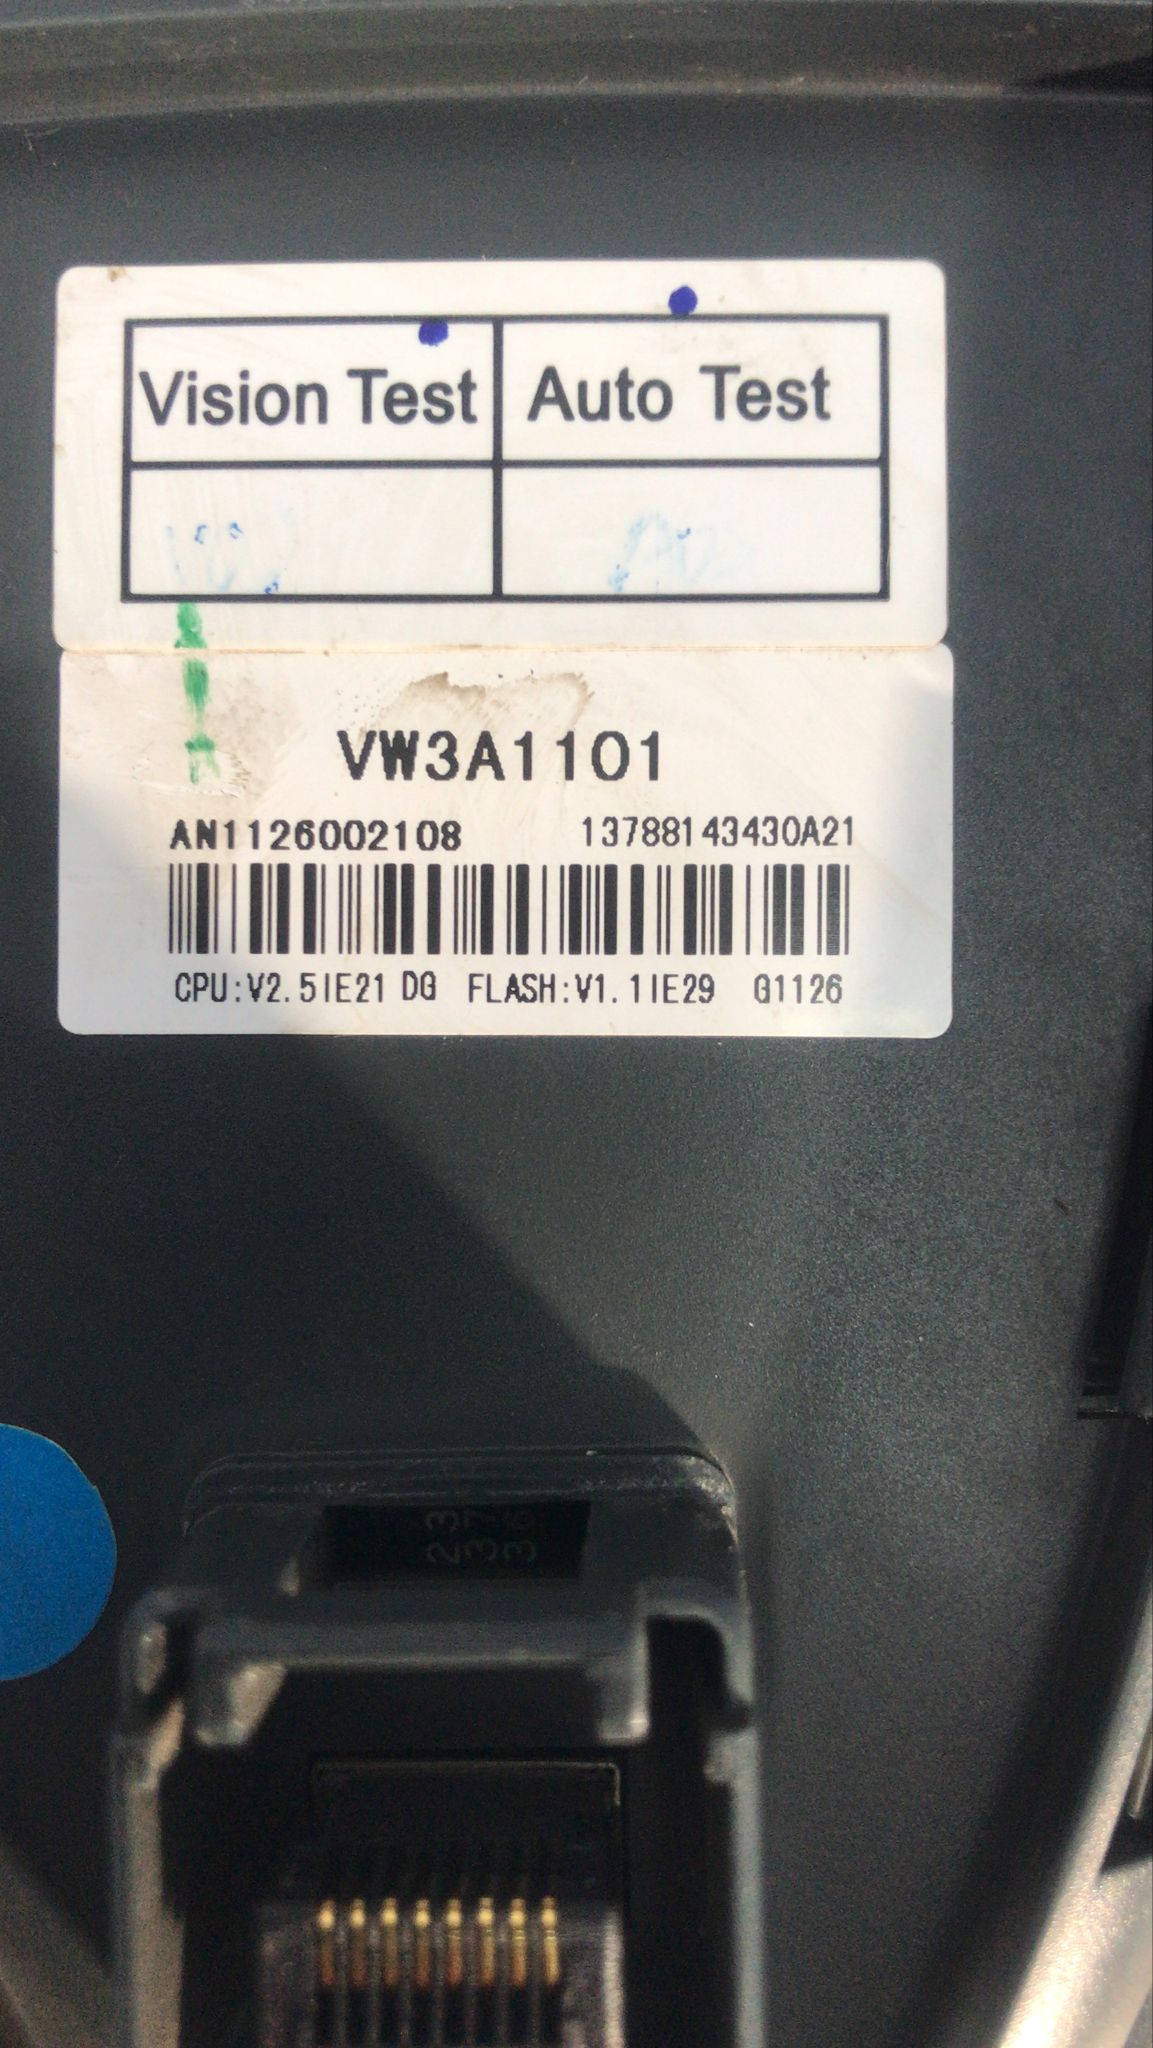 Vision Test Auto Test
VW3A1101
AN1126002108 13788143430A21
CPU:V2.5IE21 DG FLASH:V1.1IE29 G1126